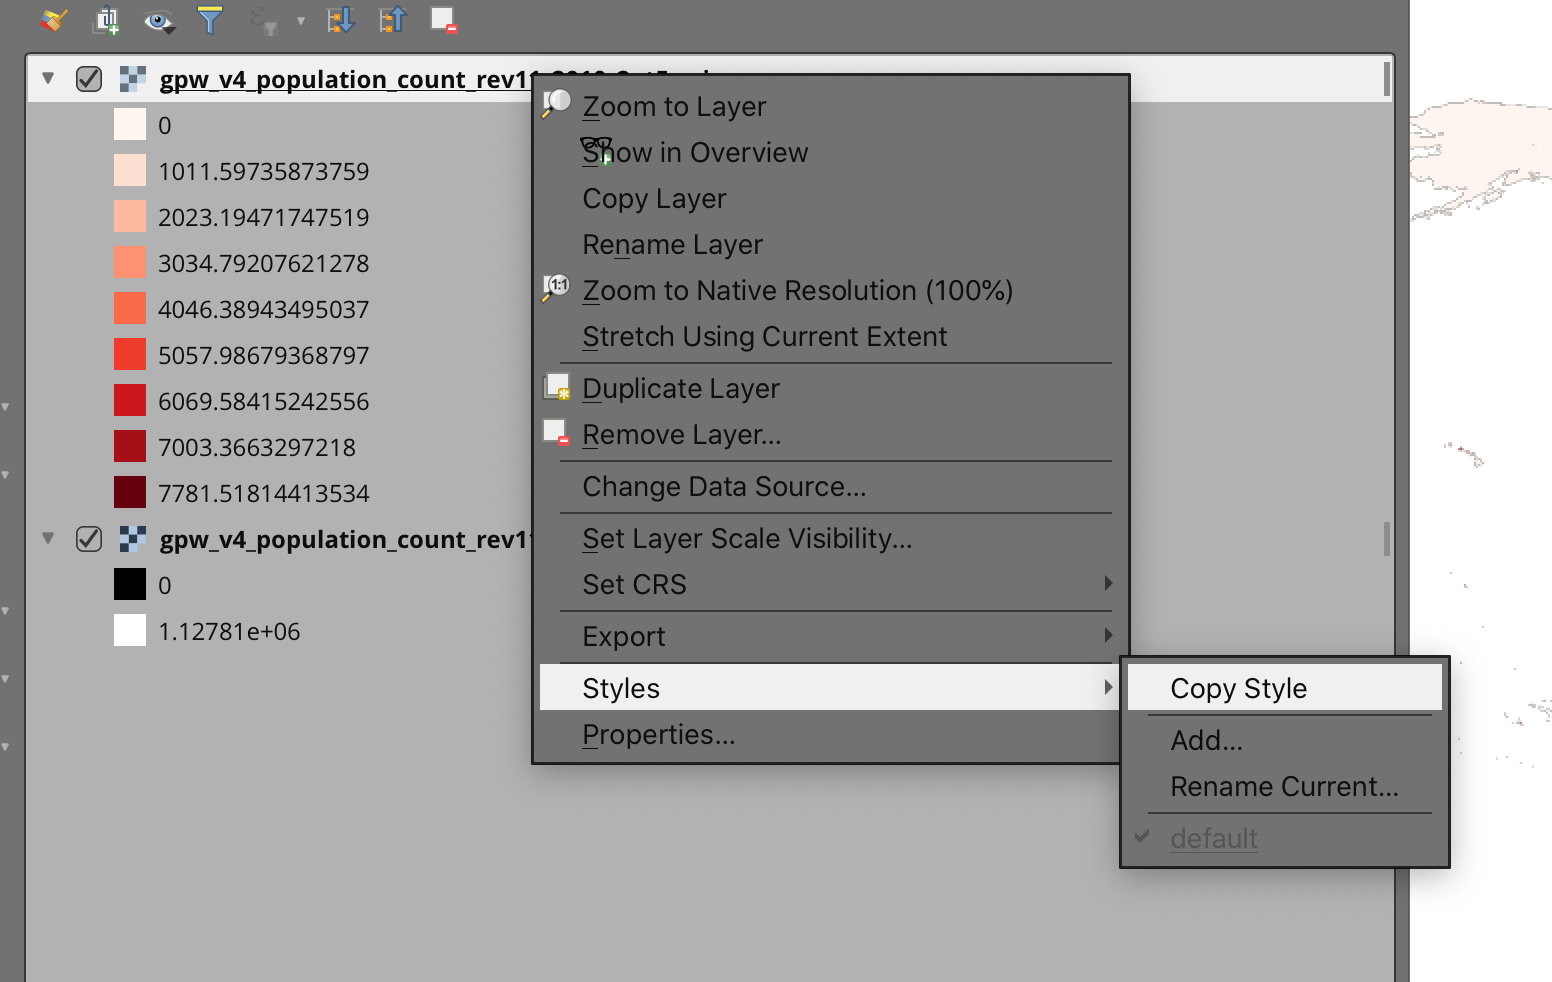 gpw_v4_population_count_rev11
0
1011.59735873759
2023.19471747519
3034.79207621278
4046.38943495037
5057.98679368797
6069.58415242556
7003.3663297218
7781.51814413534
gpw_v4_population_count_rev1
0
1.12781e+06
Zoom to Layer
Show in Overview
Copy Layer
Rename Layer
1:1
Zoom to Native Resolution (100%)
Stretch Using Current Extent
Duplicate Layer
Remove Layer...
Change Data Source...
Set Layer Scale Visibility...
Set CRS
Export
Styles
Properties...
Copy Style
Add...
Rename Current...
default